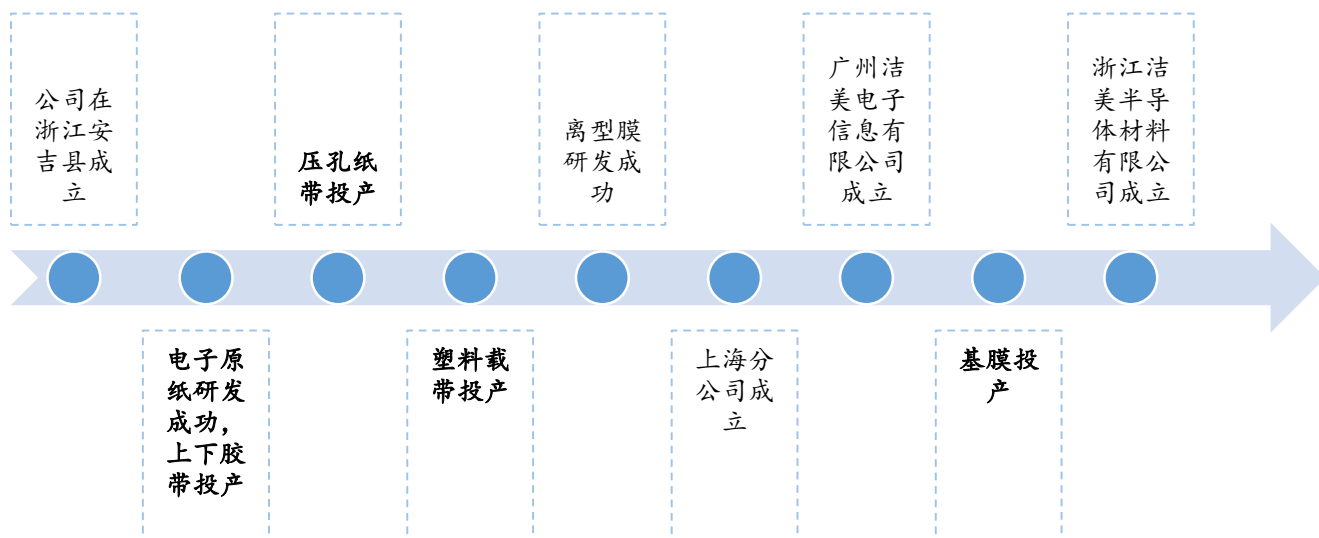 公司在
浙江安
吉县成
立
电子原
纸研发
成功，
上下胶
带投产
压孔纸
带投产
塑料载
带投产
离型膜
研发成
功
上海分
公司成
立
广州洁
美电子
信息有
限公司
成立
基膜投
产
浙江洁
美半导
体材料
有限公
司成立